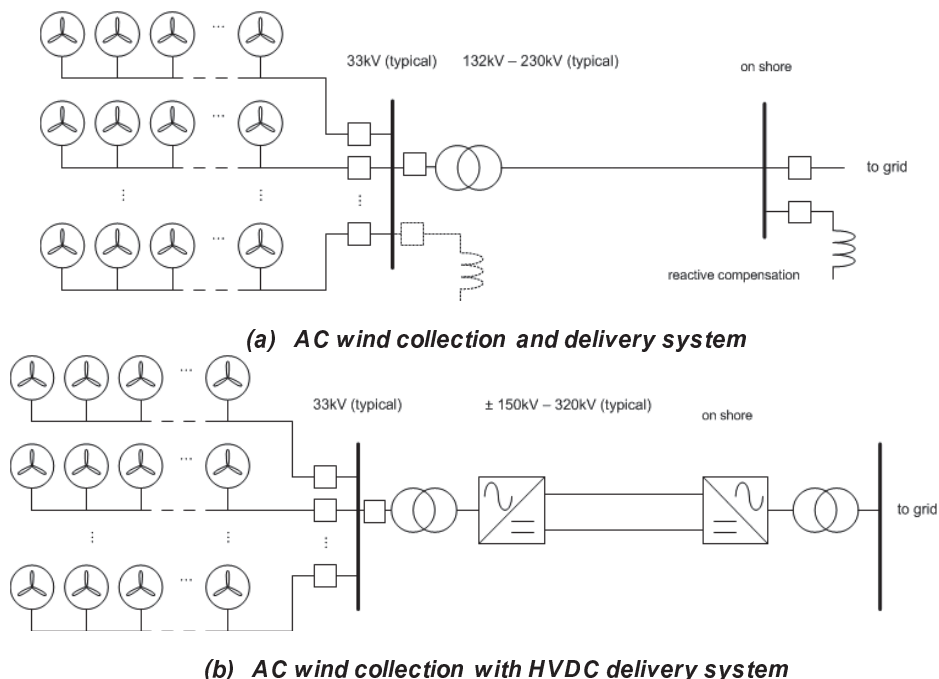 33kV (typical) 132kV – 230kV (typical)
on shore
to grid
reactive compensation
(a) AC wind collection and delivery system
33kV (typical) ± 150kV – 320kV (typical)
on shore
to grid
(b) AC wind collection with HVDC delivery system